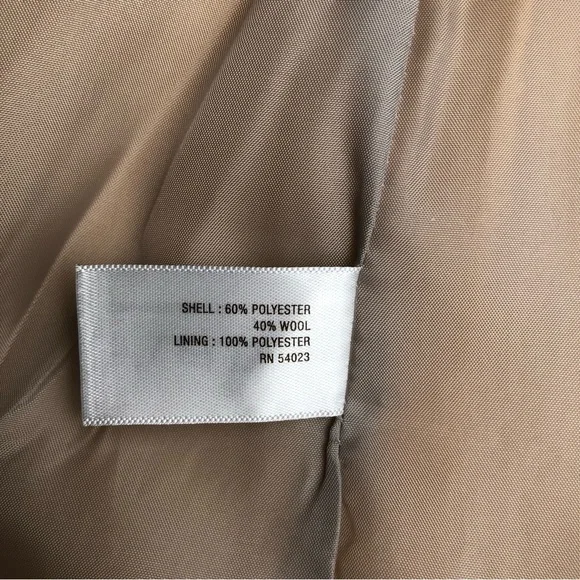 SHELL : 60% POLYESTER
40% WOOL
LINING : 100% POLYESTER
RN 54023